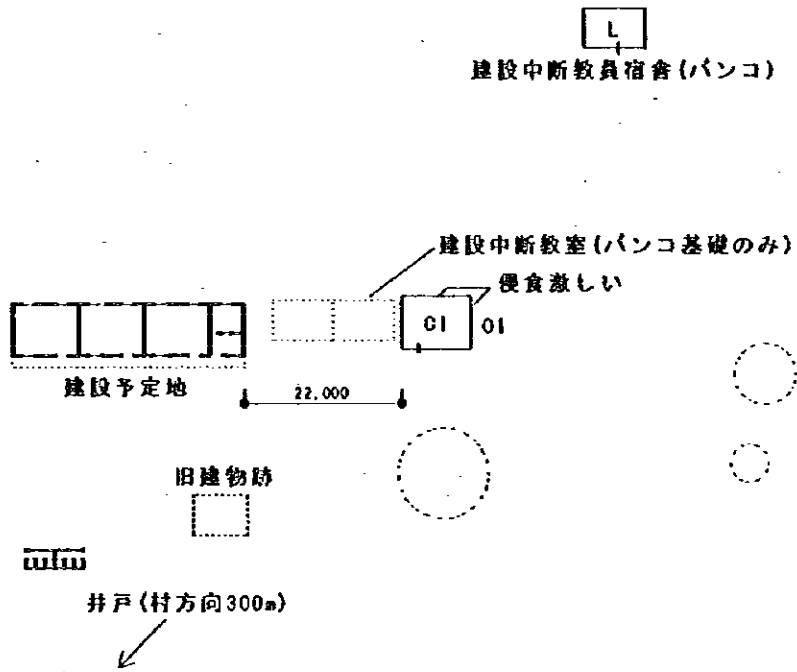 L
建設中断教員宿舎(バンコ)
建設中断教室(バンコ基礎のみ)
侵食激しい
C1 01
建設予定地
22,000
旧建物跡
井戸(村方向300m)